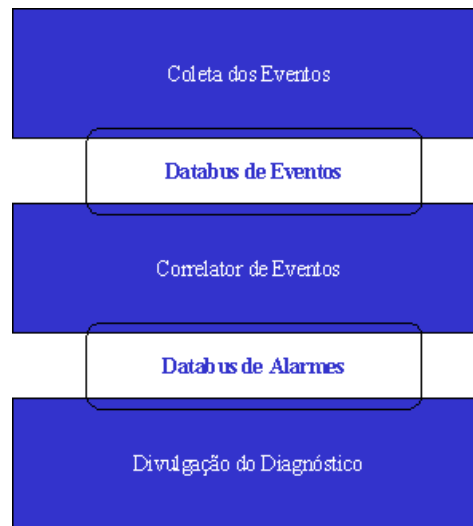 Coleta dos Eventos
Databus de Eventos
Correlator de Eventos
Databus de Alarmes
Divulgação do Diagnóstico